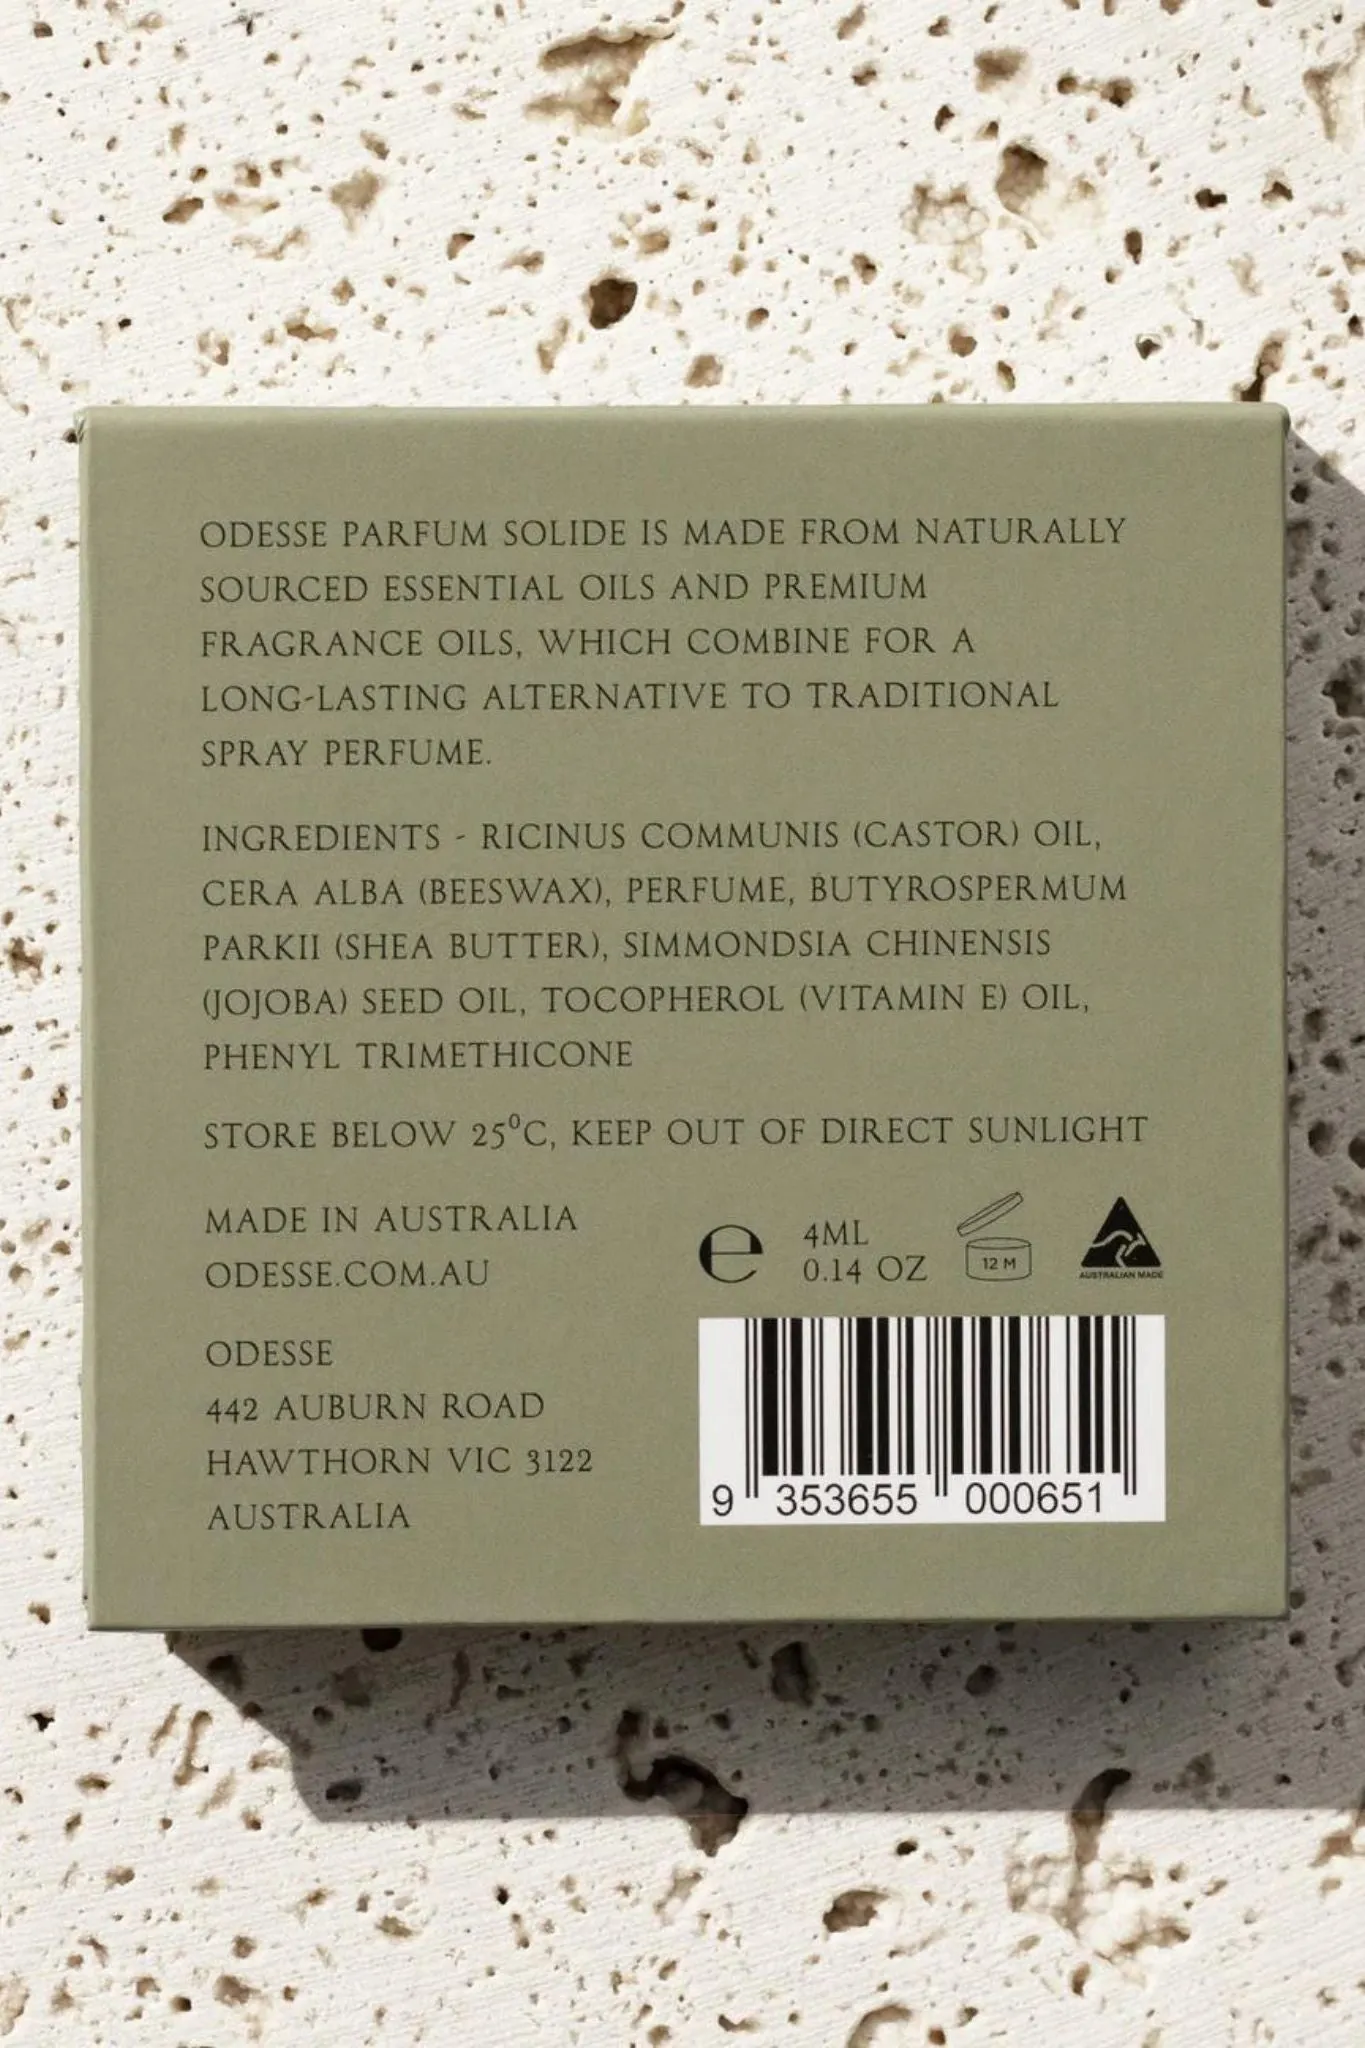 ODESSE PARFUM SOLIDE IS MADE FROM NATURALLY
SOURCED ESSENTIAL OILS AND PREMIUM
FRAGRANCE OILS, WHICH COMBINE FOR A
LONG-LASTING ALTERNATIVE TO TRADITIONAL
SPRAY PERFUME.
INGREDIENTS - RICINUS COMMUNIS (CASTOR) OIL,
CERA ALBA (BEESWAX), PERFUME, BUTYROSPERMUM
PARKII (SHEA BUTTER), SIMMONDSIA CHINENSIS
(JOJOBA) SEED OIL, TOCOPHEROL (VITAMIN E) OIL,
PHENYL TRIMETHICONE
STORE BELOW 25⁰C, KEEP OUT OF DIRECT SUNLIGHT
MADE IN AUSTRALIA
ODESSE.COM.AU
ODESSE
442 AUBURN ROAD
HAWTHORN VIC 3122
AUSTRALIA
e
4ML
0.14 OZ
12 M
AUSTRALIAN MADE
9 353655 000651